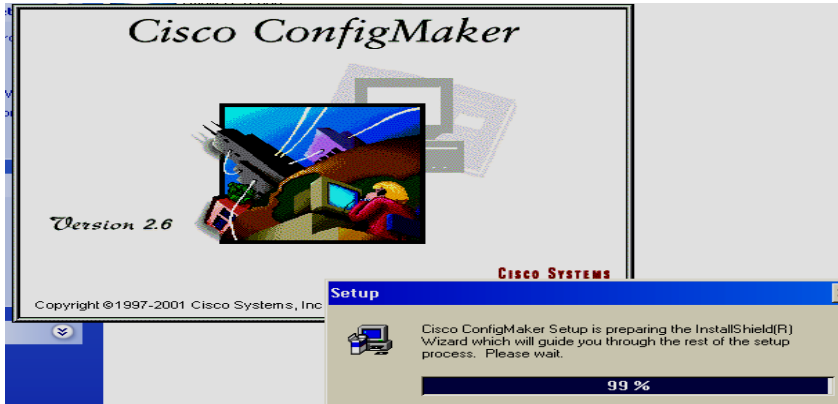 Cisco ConfigMaker
Version 2.6
CISCO SYSTEMS
Copyright ©1997-2001 Cisco Systems, Inc
Setup
Cisco ConfigMaker Setup is preparing the InstallShield(R)
Wizard which will guide you through the rest of the setup
process. Please wait.
99 %